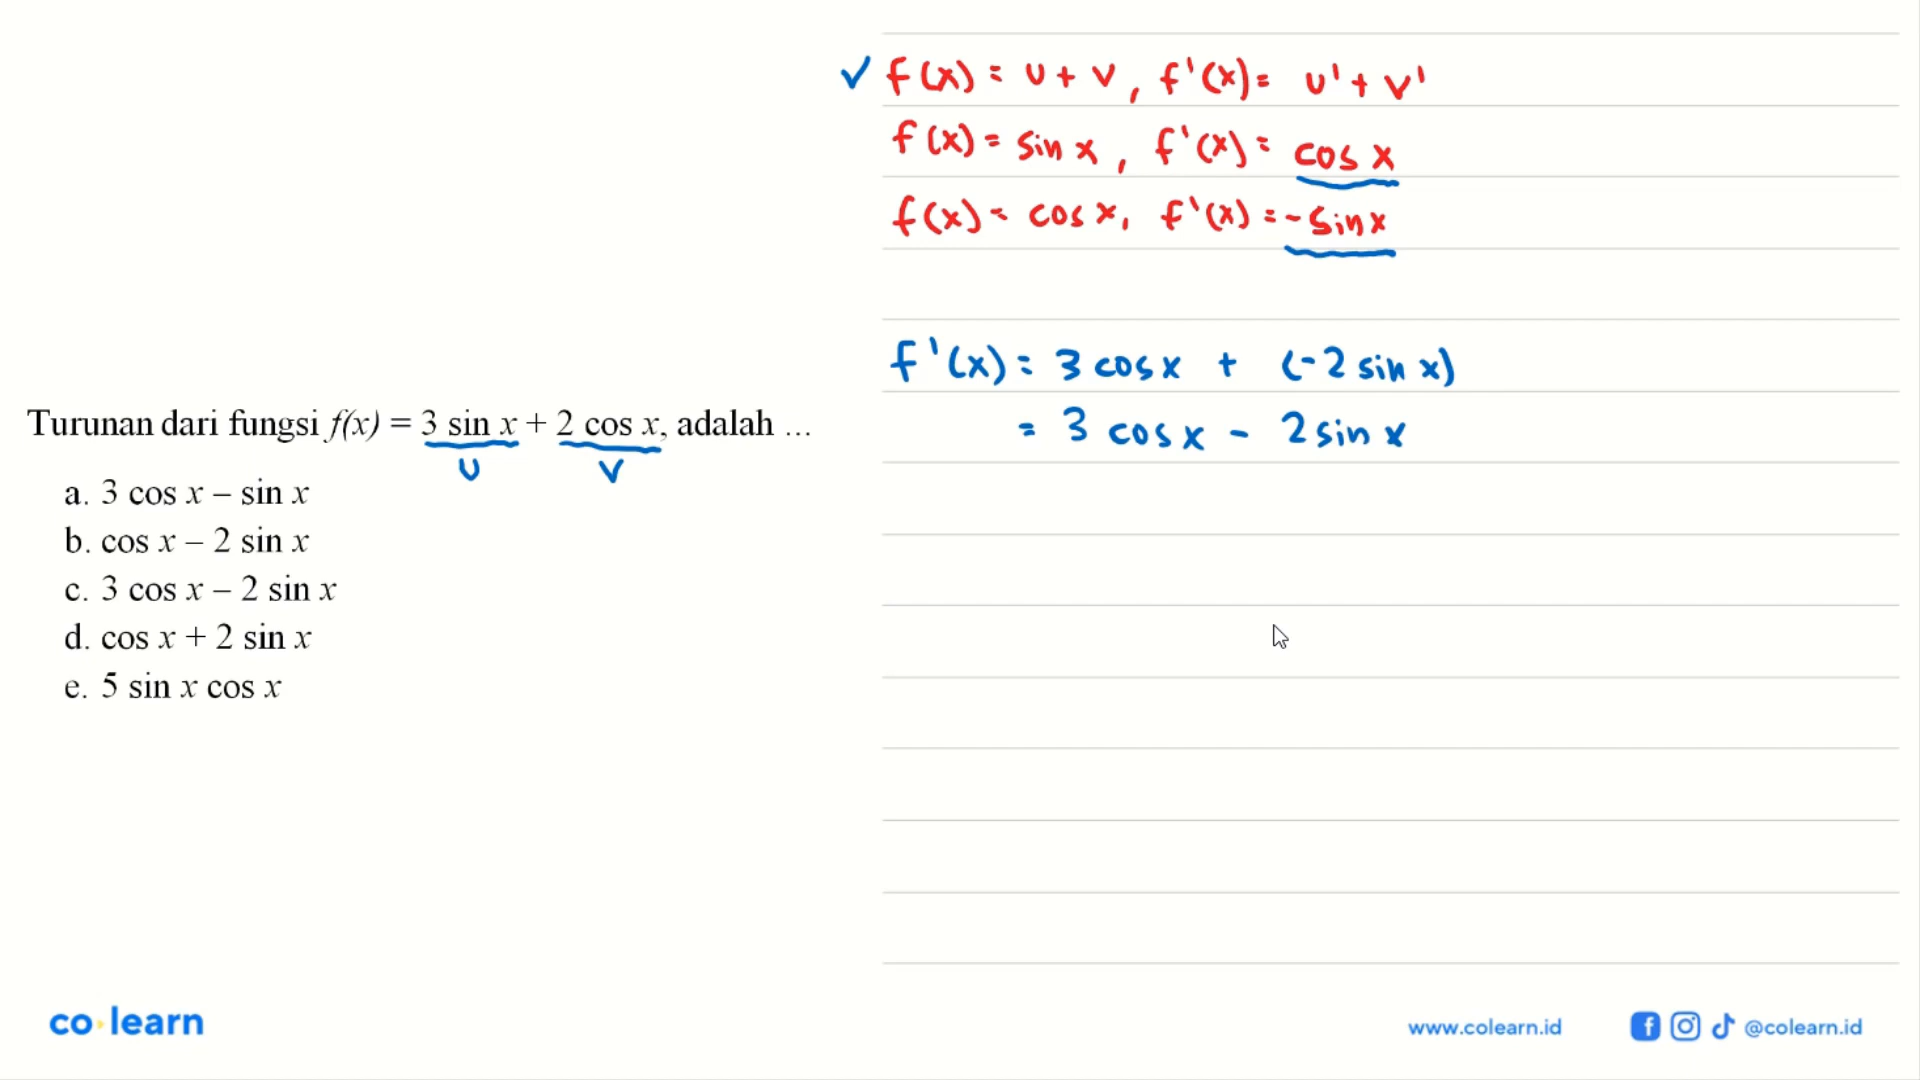 Turunan dari fungsi f(x) = 3 sin x + 2 cos x, adalah ...
U V
a. 3 cos x – sin x
b. cos x – 2 sin x
c. 3 cos x – 2 sin x
d. cos x + 2 sin x
e. 5 sin x cos x
✓ f(x) = U + V, f'(x) = U' + V'
f(x) = sin x, f'(x) = cos x
f(x) = cos x, f'(x) = - sin x
f'(x) = 3 cos x + (-2 sin x)
= 3 cos x - 2 sin x
co learn
www.colearn.id @colearn.id